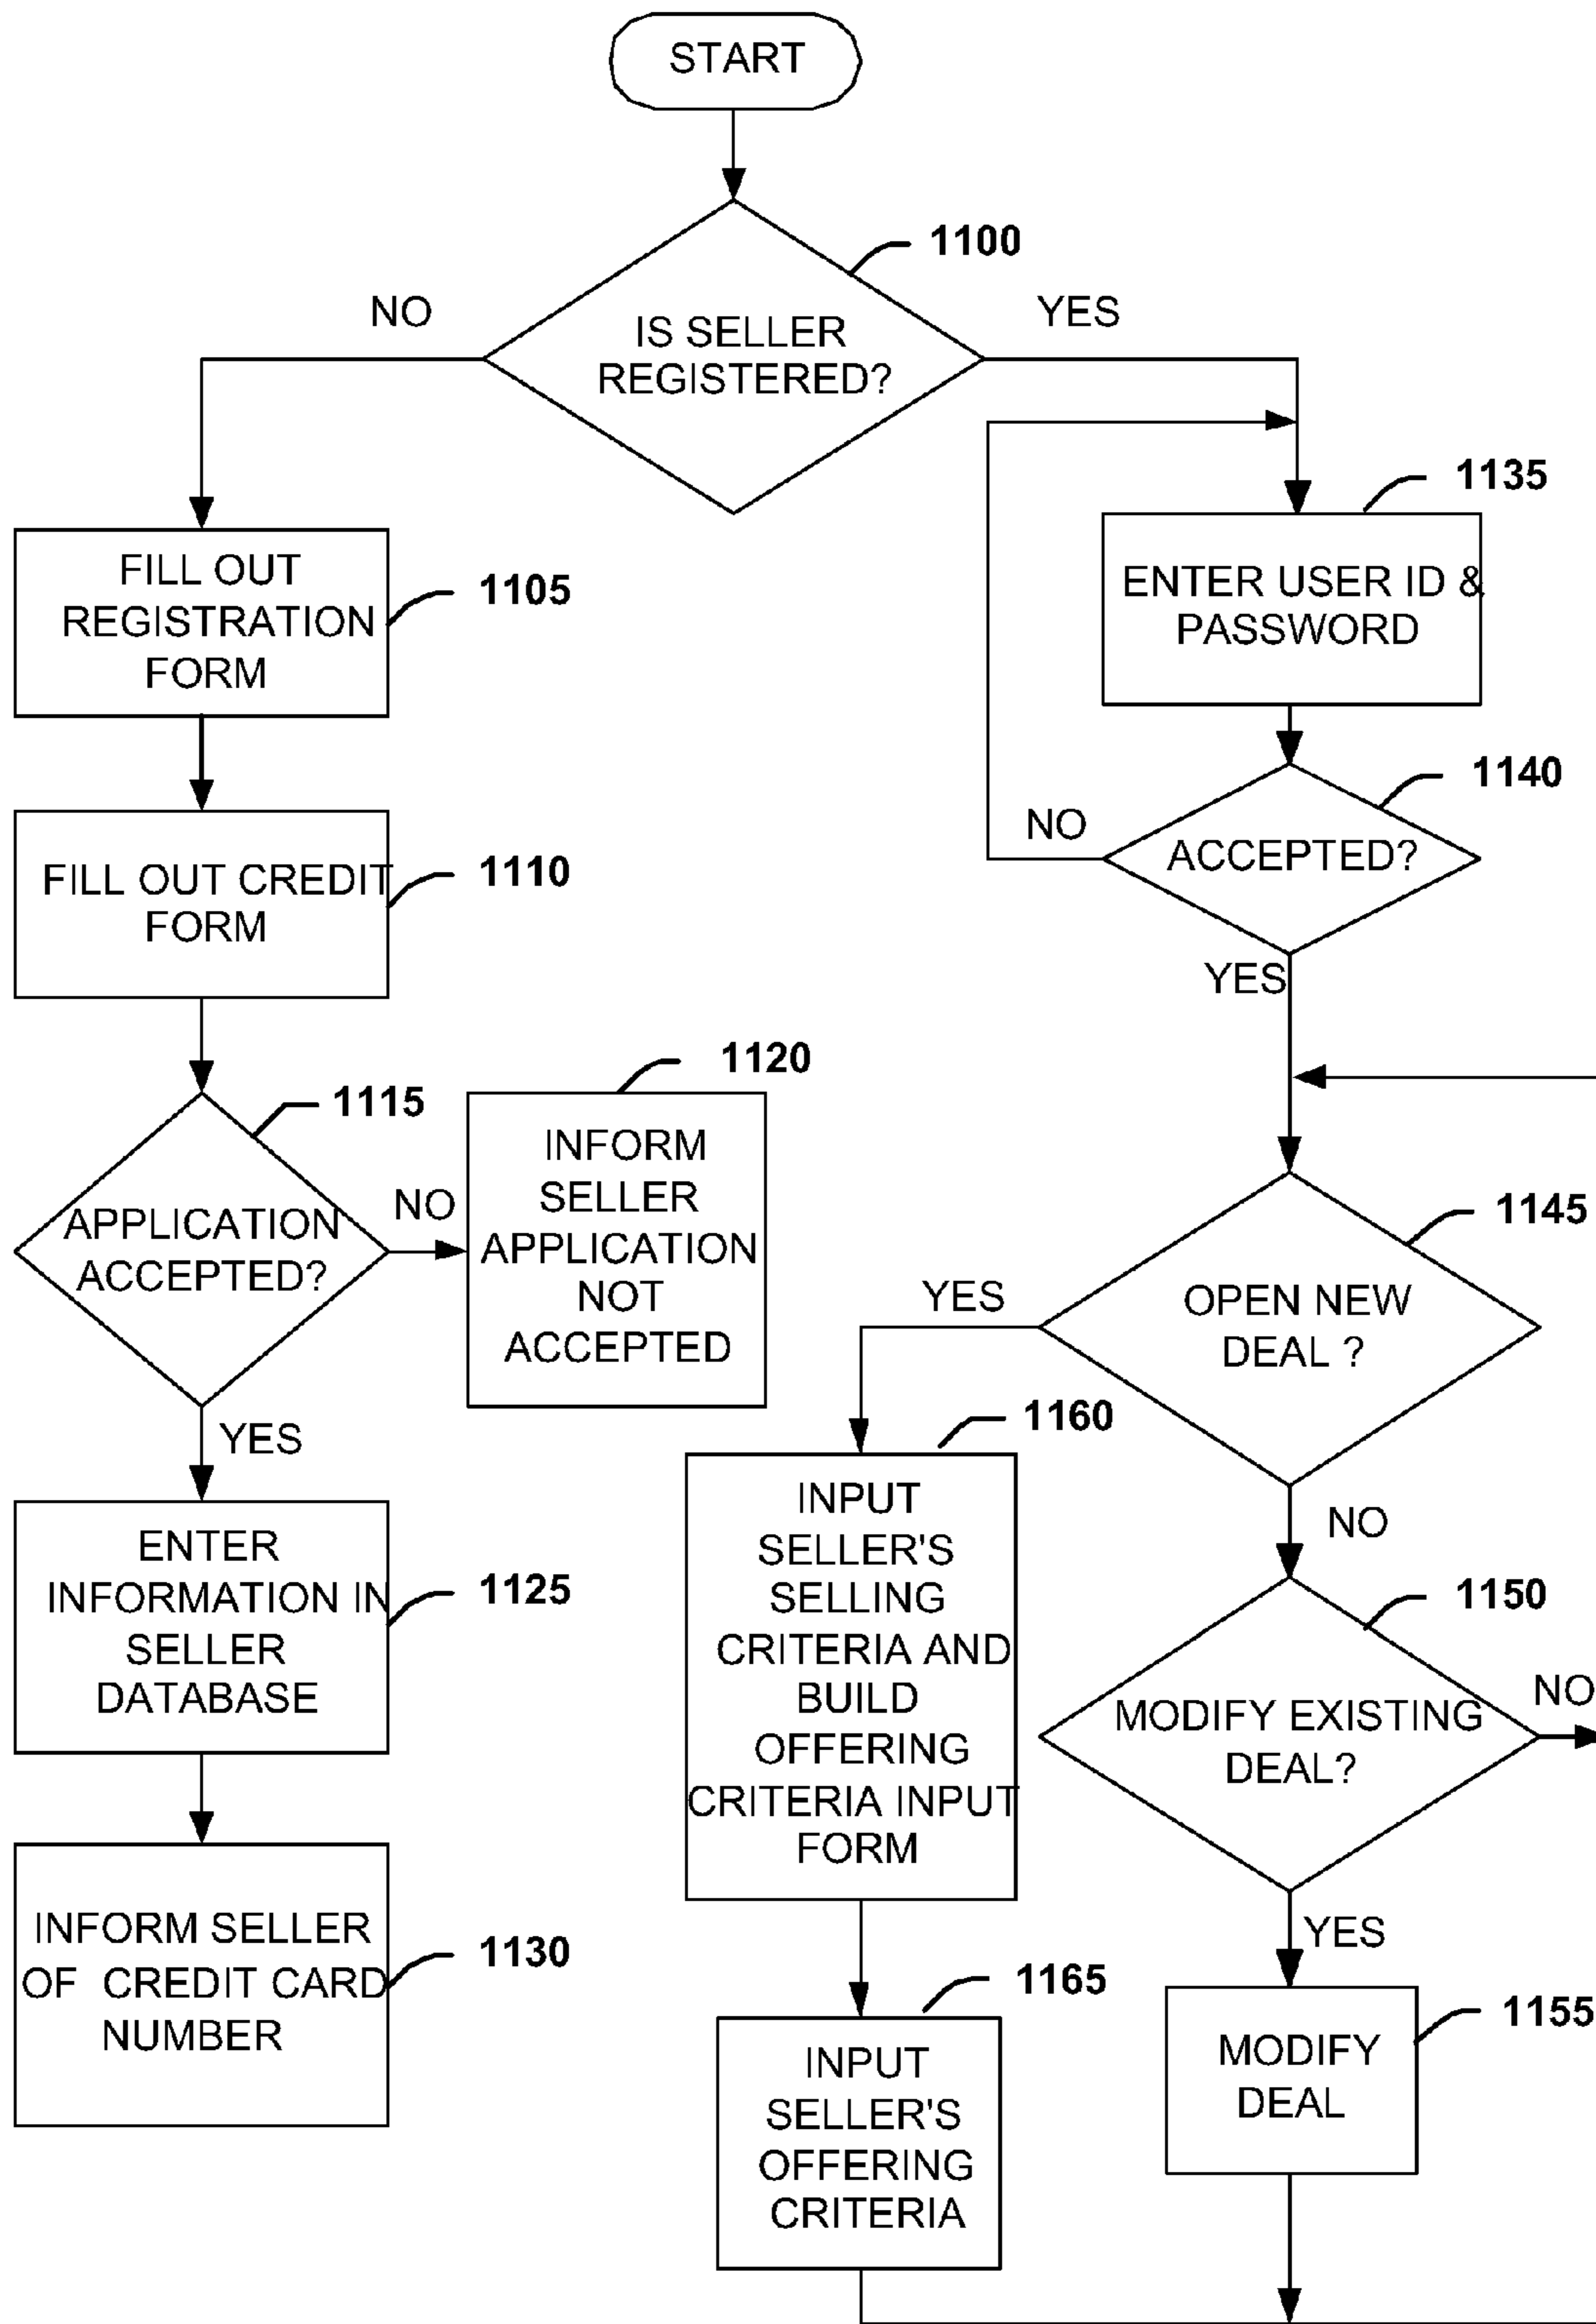 START
1100
NO
YES
IS SELLER
REGISTERED?
1135
FILL OUT
REGISTRATION
FORM
1105
ENTER USER ID &
PASSWORD
1140
NO
ACCEPTED?
FILL OUT CREDIT
FORM
1110
YES
1120
1115
INFORM
SELLER
APPLICATION
NOT
ACCEPTED
NO
APPLICATION
ACCEPTED?
1145
YES
OPEN NEW
DEAL ?
YES
1160
NO
ENTER
INFORMATION IN
SELLER
DATABASE
1125
INPUT
SELLER'S
SELLING
CRITERIA AND
BUILD
OFFERING
CRITERIA INPUT
FORM
1150
NO
MODIFY EXISTING
DEAL?
INFORM SELLER
OF CREDIT CARD
NUMBER
1130
YES
1165
1155
INPUT
SELLER'S
OFFERING
CRITERIA
MODIFY
DEAL